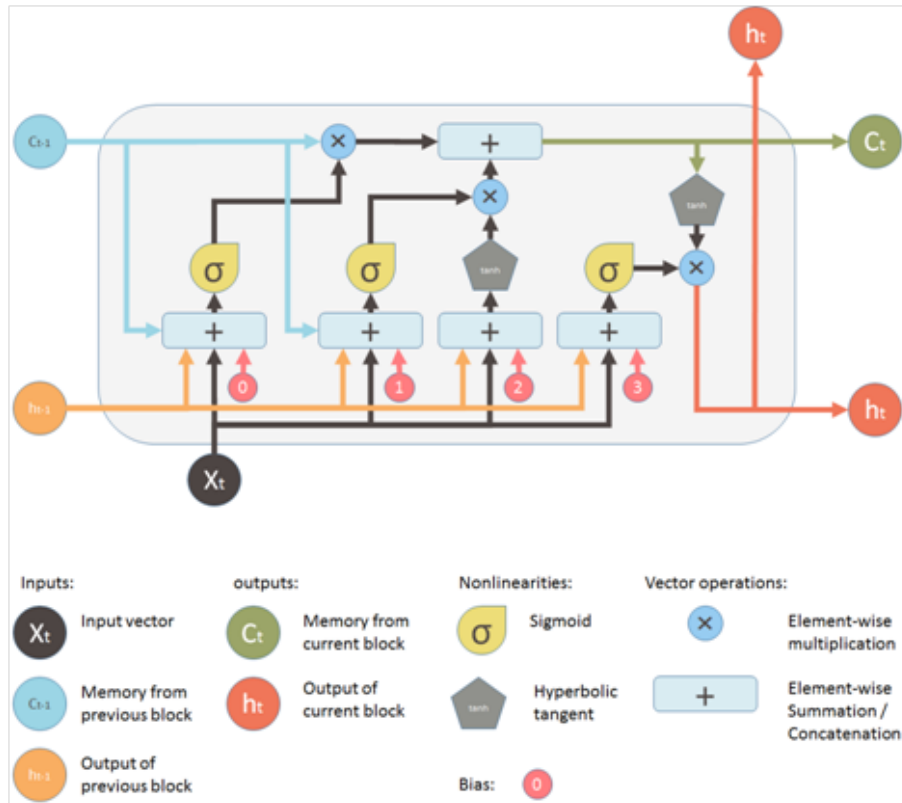 ht
Ct-1
×
+
Ct
tanh
×
σ
σ
tanh
σ
×
+
+
+
+
0
1
2
3
ht-1
ht
Xt
Inputs:
outputs:
Nonlinearities:
Vector operations:
Xt
Input vector
Ct
Memory from
current block
σ
Sigmoid
×
Element-wise
multiplication
Ct-1
Memory from
previous block
ht
Output of
current block
tanh
Hyperbolic
tangent
+
Element-wise
Summation /
Concatenation
ht-1
Output of
previous block
Bias:
0